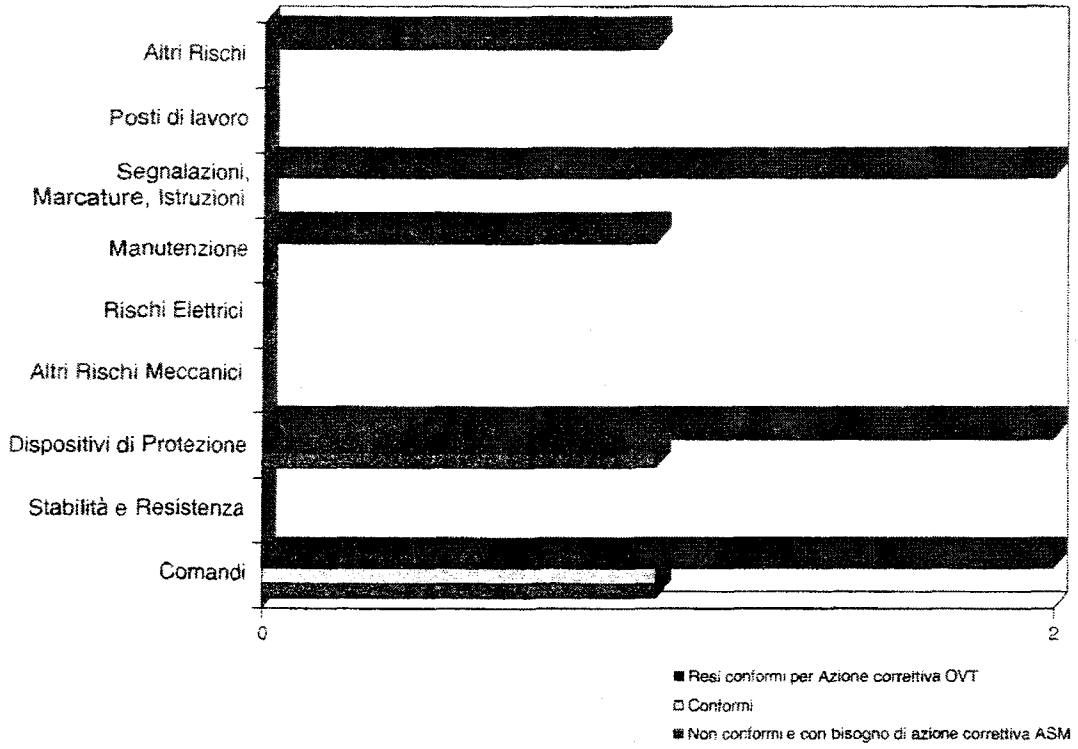 Altri Rischi
Posti di lavoro
Segnalazioni,
Marcature, Istruzioni
Manutenzione
Rischi Elettrici
Altri Rischi Meccanici
Dispositivi di Protezione
Stabilità e Resistenza
Comandi
0
2
Resi conformi per Azione correttiva OVT
Conformi
Non conformi e con bisogno di azione correttiva ASM